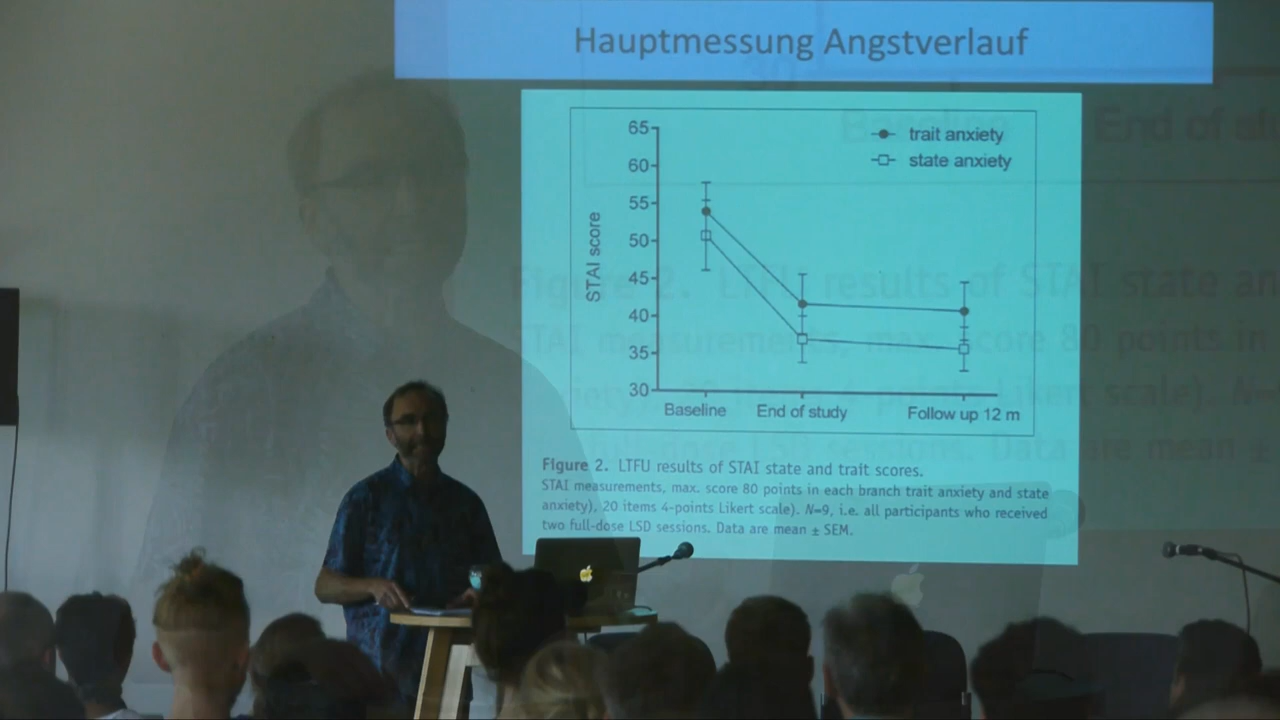 Hauptmessung Angstverlauf
65
60
55
50
45
40
35
30
STAI score
trait anxiety
state anxiety
Baseline
End of study
Follow up 12 m
Figure 2. LTFU results of STAI state and trait scores.
STAI measurements, max. score 80 points in each branch trait anxiety and state
anxiety), 20 items 4-points Likert scale). N=9, i.e. all participants who received
two full-dose LSD sessions. Data are mean ± SEM.